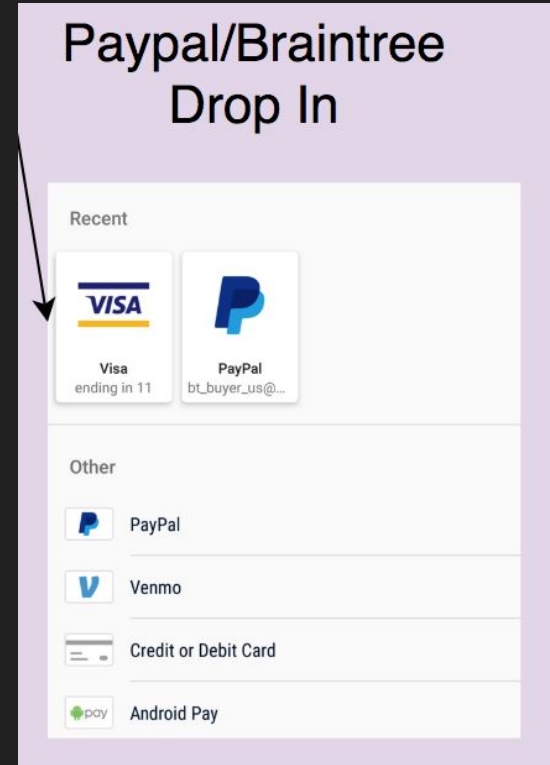 Paypal/Braintree
Drop In
Recent
VISA
Visa
ending in 11
PayPal
bt_buyer_us@...
Other
PayPal
Venmo
Credit or Debit Card
pay
Android Pay